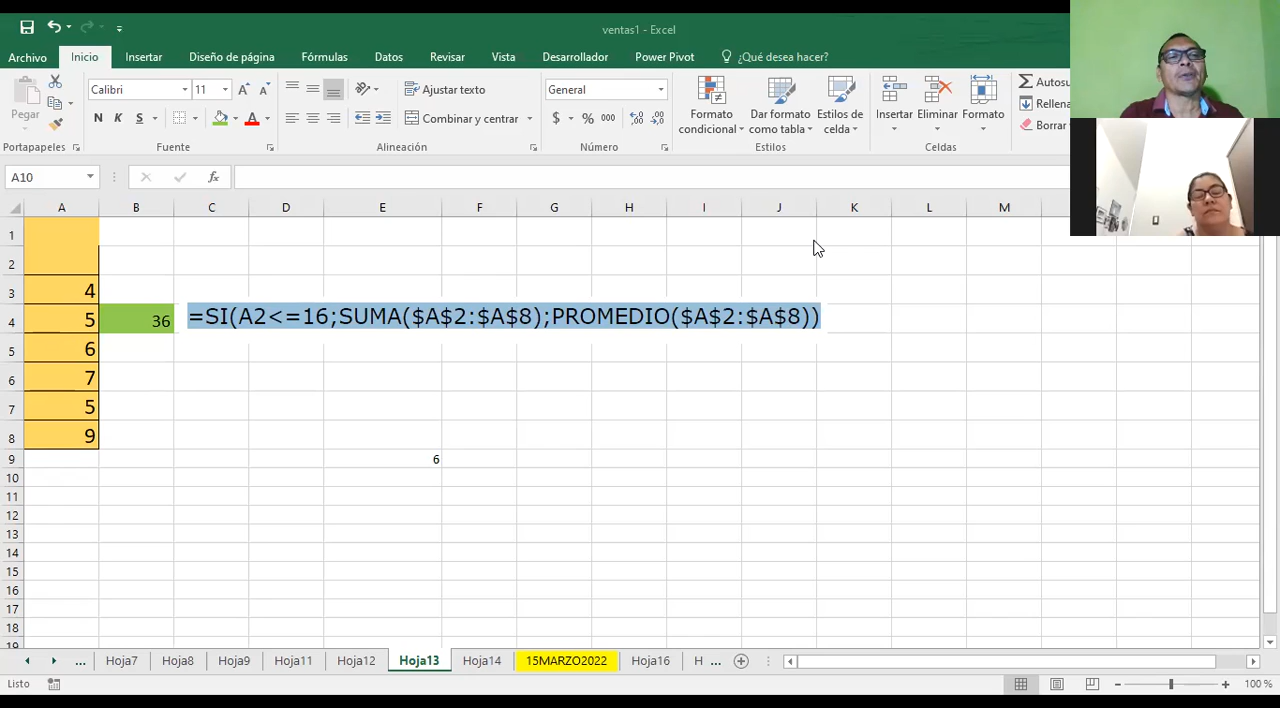 ventas1 - Excel
Archivo Inicio Insertar Diseño de página Fórmulas Datos Revisar Vista Desarrollador Power Pivot ¿Qué desea hacer?
Calibri 11 Ajustar texto General Autosu
Pegar N K S Combinar y centrar $ % 000 Formato condicional Dar formato como tabla Estilos de celda Insertar Eliminar Formato Rellena
Borrar
Portapapeles Fuente Alineación Número Estilos Celdas
A10 fx
A B C D E F G H I J K L M
1
2
3 4
4 5 36 =SI(A2<=16;SUMA($A$2:$A$8);PROMEDIO($A$2:$A$8))
5 6
6 7
7 5
8 9
9 6
10
11
12
13
14
15
16
17
18
19
... Hoja7 Hoja8 Hoja9 Hoja11 Hoja12 Hoja13 Hoja14 15MARZO2022 Hoja16 H ...
Listo 100 %